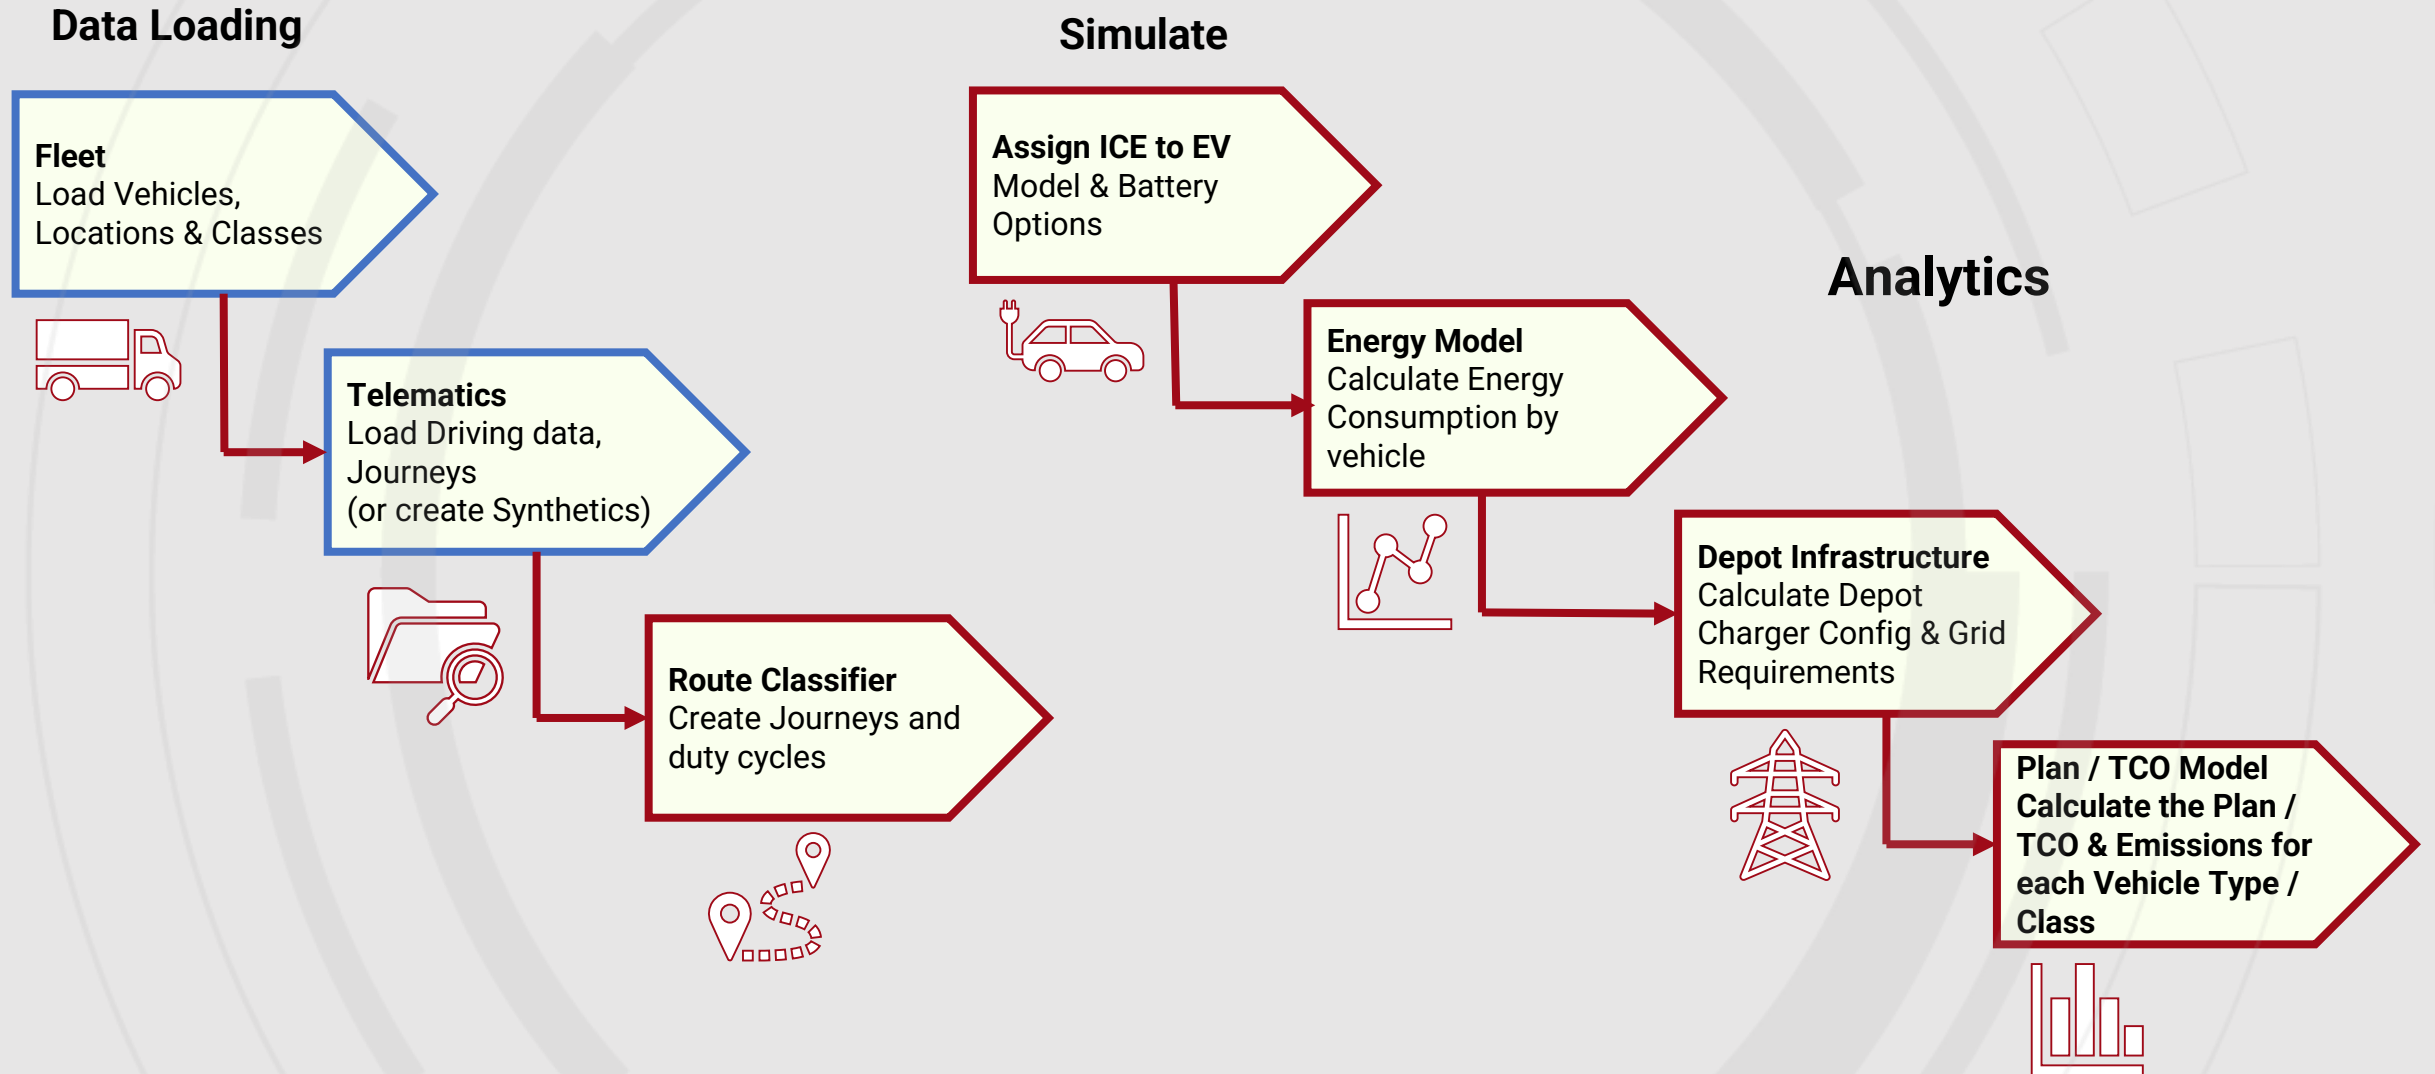 Data Loading
Fleet
Load Vehicles,
Locations & Classes
Telematics
Load Driving data,
Journeys
(or create Synthetics)
Route Classifier
Create Journeys and
duty cycles
Simulate
Assign ICE to EV
Model & Battery
Options
Energy Model
Calculate Energy
Consumption by
vehicle
Analytics
Depot Infrastructure
Calculate Depot
Charger Config & Grid
Requirements
Plan / TCO Model
Calculate the Plan /
TCO & Emissions for
each Vehicle Type /
Class